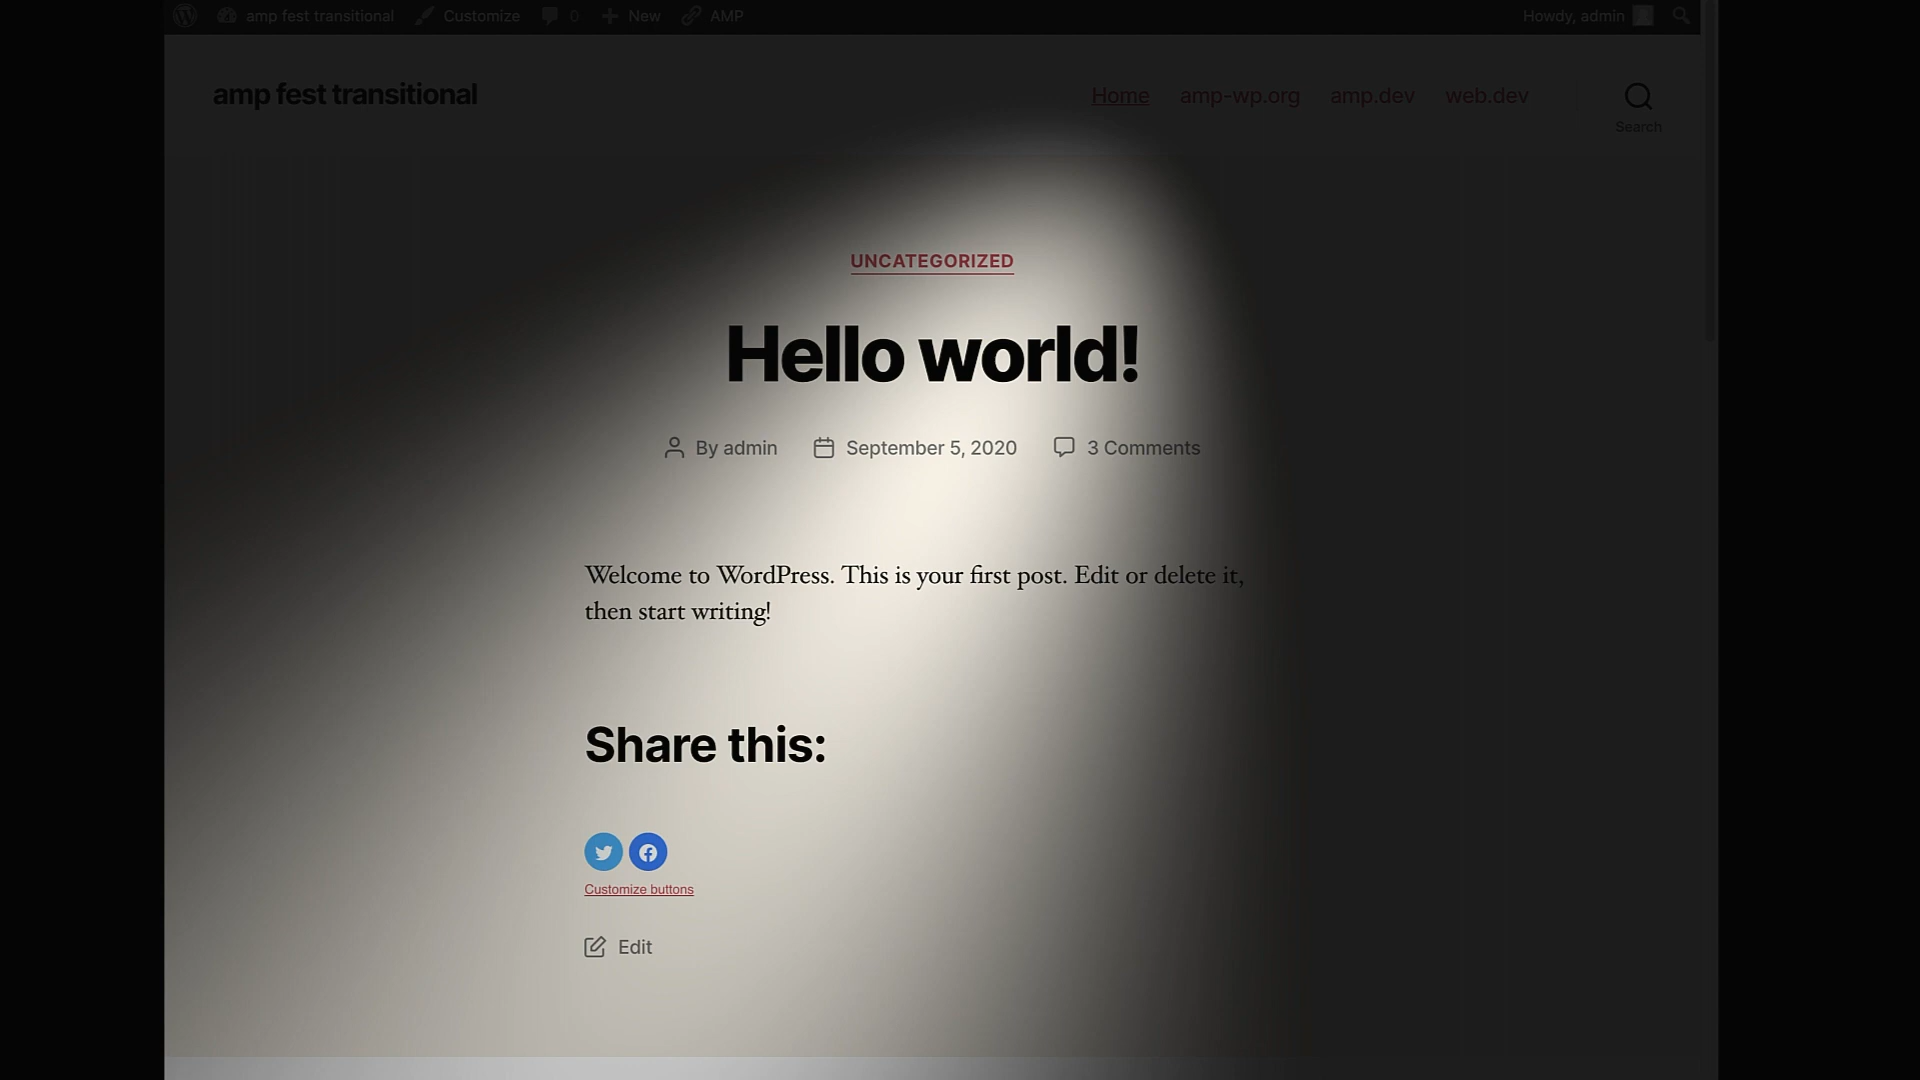 amp fest transitional Customize 0 New AMP Howdy, admin
amp fest transitional
Home amp-wp.org amp.dev web.dev
Search
UNCATEGORIZED
Hello world!
By admin September 5, 2020 3 Comments
Welcome to WordPress. This is your first post. Edit or delete it,
then start writing!
Share this:
Customize buttons
Edit